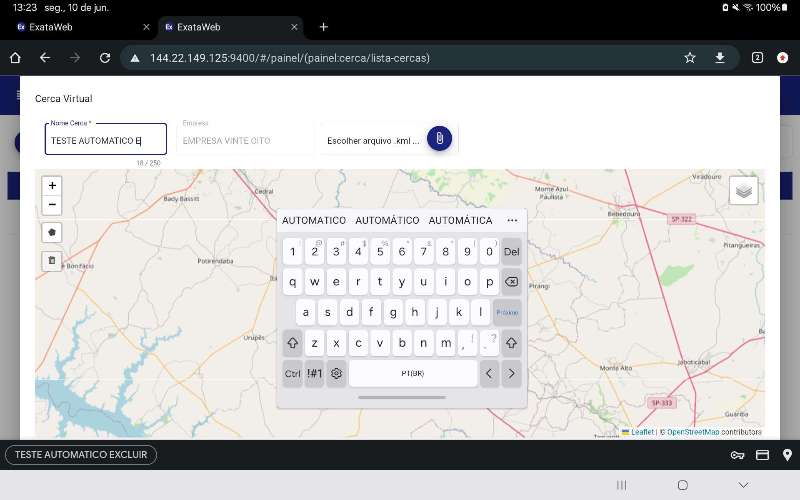 13:23 seg., 10 de jun.
100%
ExataWeb
ExataWeb
144.22.149.125:9400/#/painel/(painel:cerca/lista-cercas)
2
Cerca Virtual
Nome Cerca *
TESTE AUTOMATICO E
18 / 250
Empresa
EMPRESA VINTE OITO
Escolher arquivo .kml ...
+
−
Bady Bassitt
Cedral
Potirendaba
Bonifácio
Urupês
Monte Azul
Paulista
Viradouro
Bebedouro
SP-322
Pitangueiras
Pirangi
Monte Alto
Jaboticabal
SP-333
Guariba
AUTOMATICO AUTOMÁTICO AUTOMÁTICA ...
1 2 3 4 5 6 7 8 9 0 Del
q w e r t y u i o p
a s d f g h j k l Próximo
z x c v b n m , ! . ?
Ctrl !#1 PT(BR) < >
Leaflet | © OpenStreetMap contributors
TESTE AUTOMATICO EXCLUIR